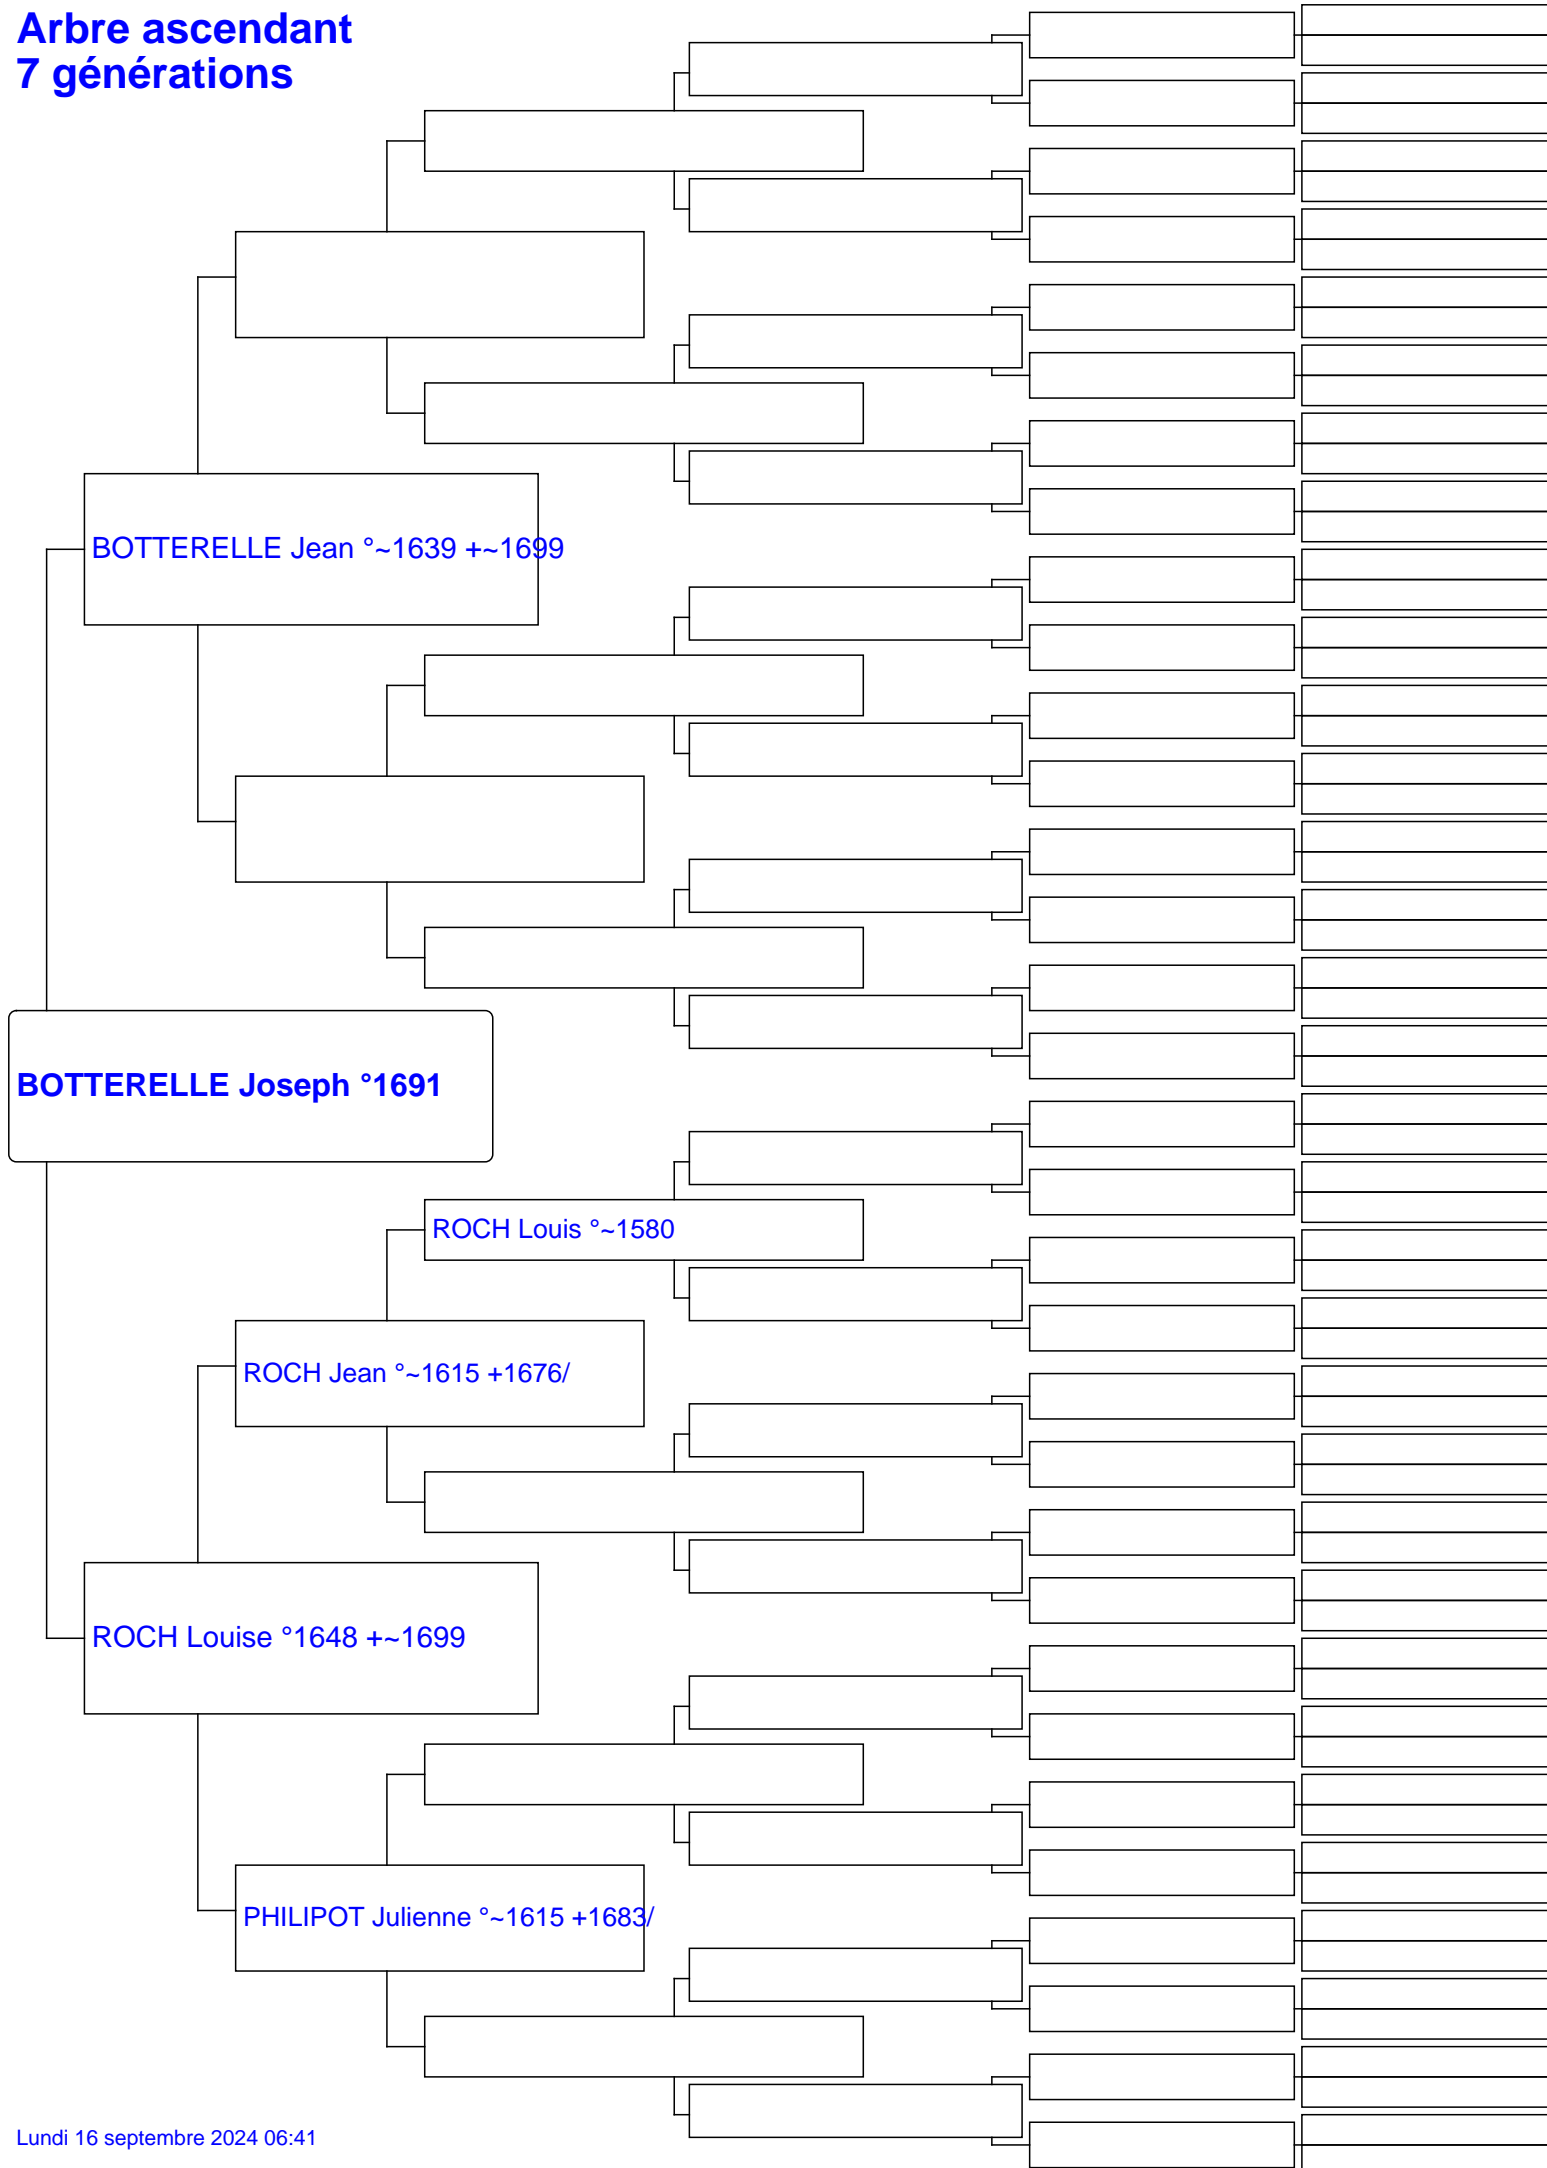 Arbre ascendant
7 générations
BOTTERELLE Jean °~1639 +~1699
BOTTERELLE Joseph °1691
ROCH Louis °~1580
ROCH Jean °~1615 +1676/
ROCH Louise °1648 +~1699
PHILIPOT Julienne °~1615 +1683/
Lundi 16 septembre 2024 06:41